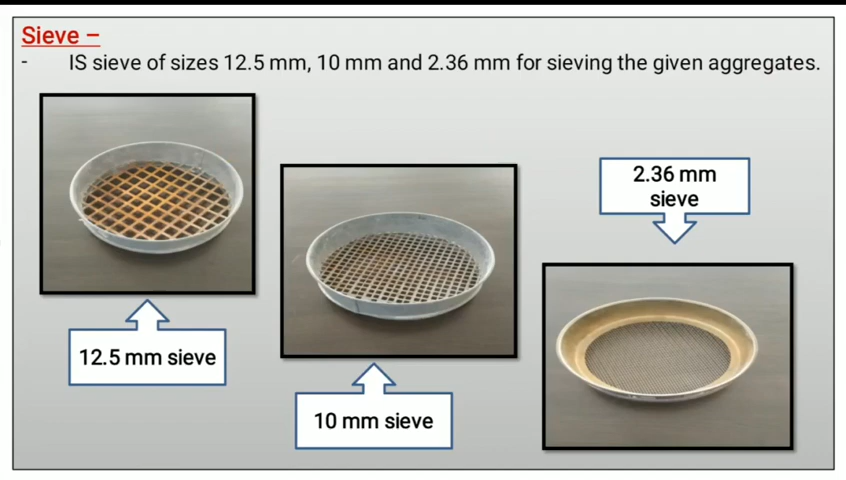 Sieve –
- IS sieve of sizes 12.5 mm, 10 mm and 2.36 mm for sieving the given aggregates.
2.36 mm
sieve
12.5 mm sieve
10 mm sieve